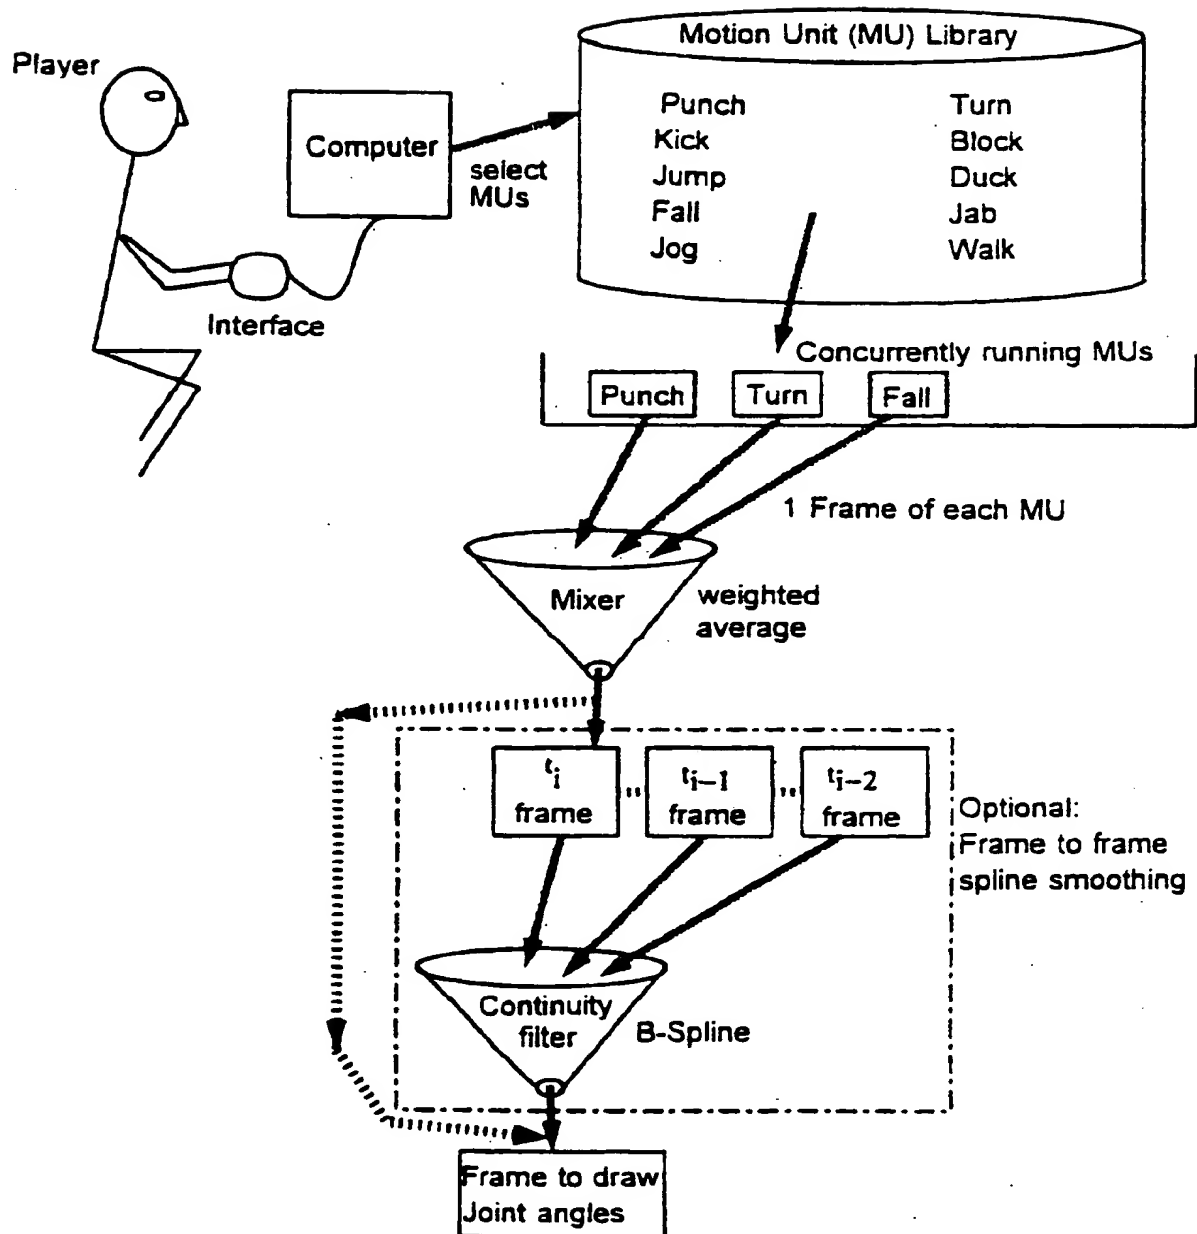 Motion Unit (MU) Library
Player
Punch
Turn
Computer
Kick
Block
select
MUs
Jump
Duck
Fall
Jab
Jog
Walk
Interface
Concurrently running MUs
Punch
Turn
Fall
1 Frame of each MU
Mixer
weighted
average
ti
frame
ti-1
frame
ti-2
frame
Optional:
Frame to frame
spline smoothing
Continuity
filter
B-Spline
Frame to draw
Joint angles